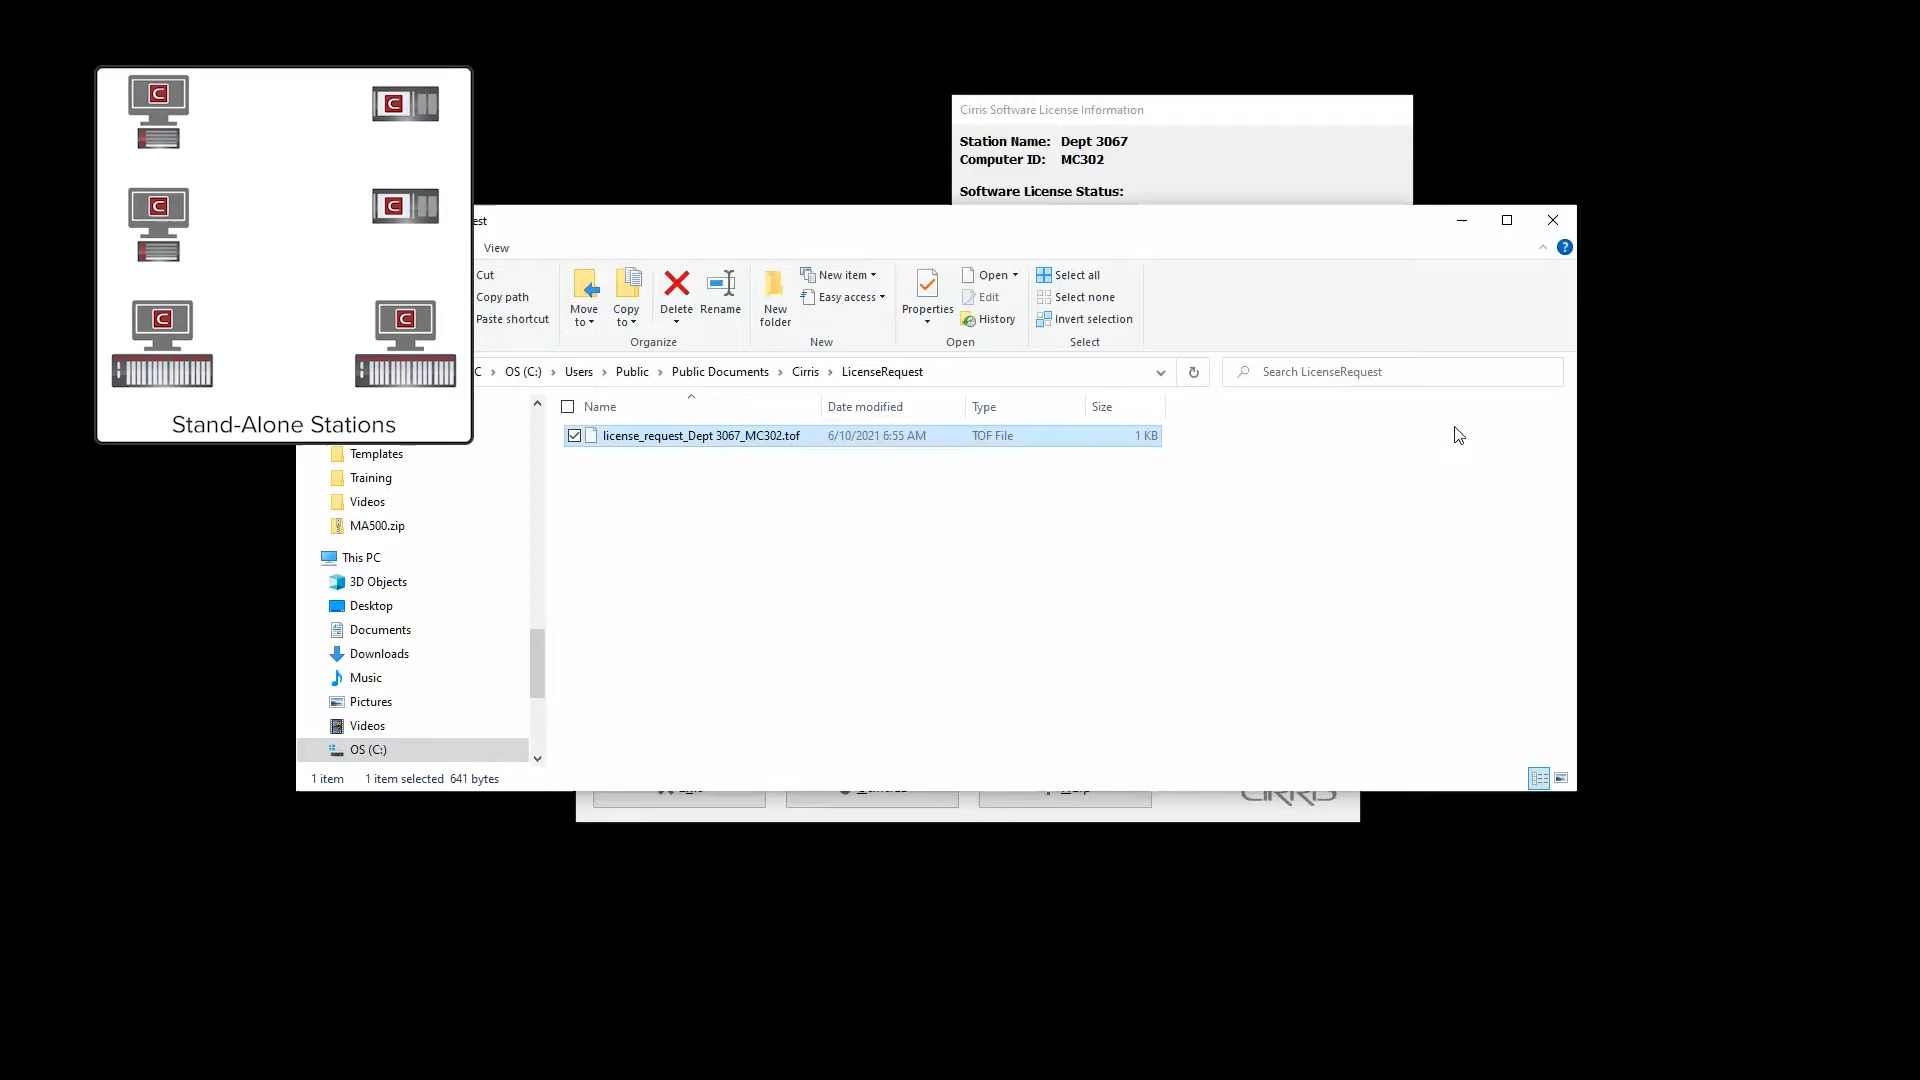 Cirris Software License Information
Station Name: Dept 3067
Computer ID: MC302
Software License Status:
est
View
Cut
Copy path
Paste shortcut
Move to
Copy to
Delete
Rename
Organize
New folder
New item
Easy access
New
Properties
Open
Edit
History
Open
Select all
Select none
Invert selection
Select
C > OS (C:) > Users > Public > Public Documents > Cirris > LicenseRequest
Search LicenseRequest
Name Date modified Type Size
license_request_Dept 3067_MC302.tof 6/10/2021 6:55 AM TOF File 1 KB
Stand-Alone Stations
Templates
Training
Videos
MA500.zip
This PC
3D Objects
Desktop
Documents
Downloads
Music
Pictures
Videos
OS (C:)
1 item 1 item selected 641 bytes
CIRRIS